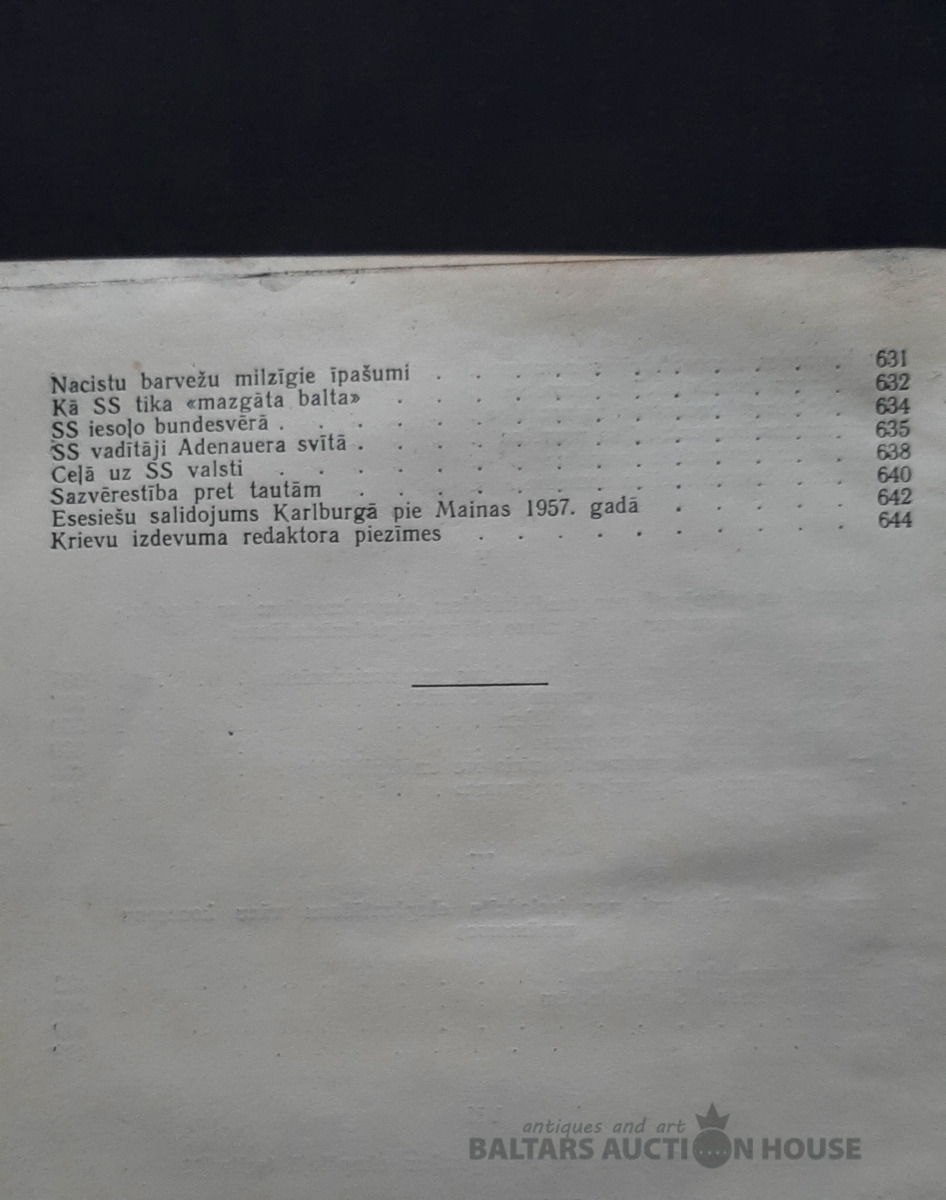 Nacistu barvežu milzīgie īpašumi . . . . . . . . . . . 631
Kā SS tika «mazgāta balta» . . . . . . . . . . . . 632
SS iesoļo bundesvērā . . . . . . . . . . . . . . . 634
SS vadītāji Adenauera svītā . . . . . . . . . . . . . 635
Ceļā uz SS valsti . . . . . . . . . . . . . . . 638
Sazvērestība pret tautām . . . . . . . . . . . . . 640
Esesiešu salidojums Karlburgā pie Mainas 1957. gadā . . . . . 642
Krievu izdevuma redaktora piezīmes . . . . . . . . . . 644
antiques and art
BALTARS AUCTION HOUSE